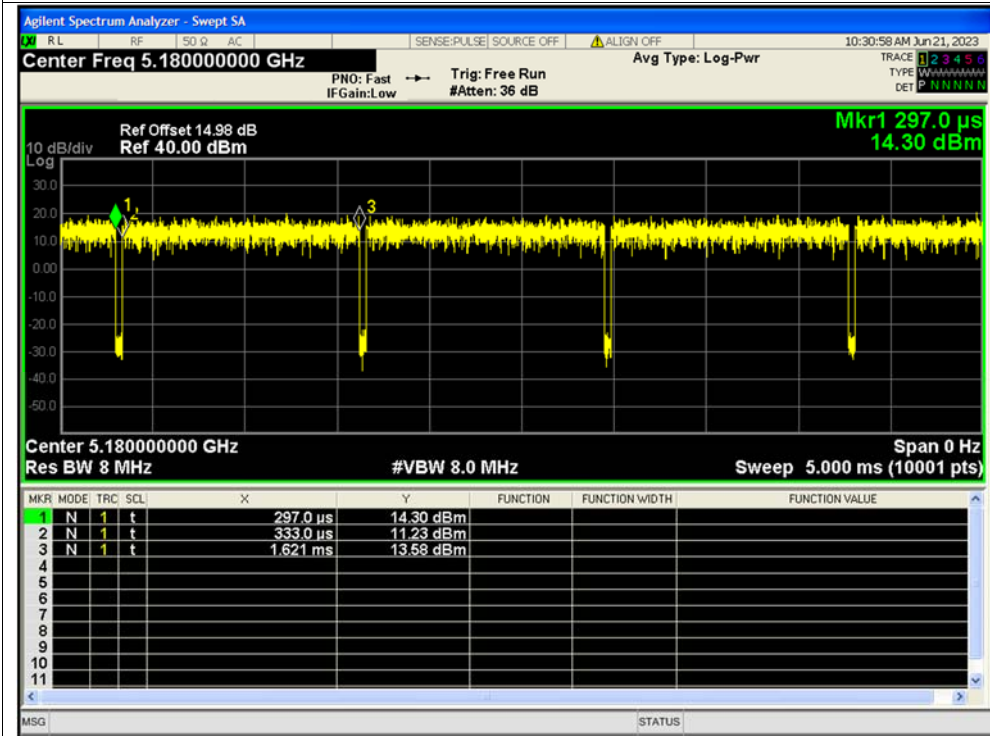 Agilent Spectrum Analyzer - Swept SA
RL RF 50 Ω AC SENSE:PULSE SOURCE OFF ALIGN OFF 10:30:58 AM Jun 21, 2023
Center Freq 5.180000000 GHz
Avg Type: Log-Pwr
TRACE 1 2 3 4 5 6
PNO: Fast Trig: Free Run
TYPE
IFGain:Low #Atten: 36 dB
DET P N N N N N
Mkr1 297.0 µs
Ref Offset 14.98 dB
14.30 dBm
10 dB/div Ref 40.00 dBm
Log
30.0
20.0
1
2
3
10.0
0.00
-10.0
-20.0
-30.0
-40.0
-50.0
Center 5.180000000 GHz Span 0 Hz
Res BW 8 MHz #VBW 8.0 MHz Sweep 5.000 ms (10001 pts)
MKR MODE TRC SCL X Y FUNCTION FUNCTION WIDTH FUNCTION VALUE
1 N 1 t 297.0 µs 14.30 dBm
2 N 1 t 333.0 µs 11.23 dBm
3 N 1 t 1.621 ms 13.58 dBm
4
5
6
7
8
9
10
11
MSG STATUS